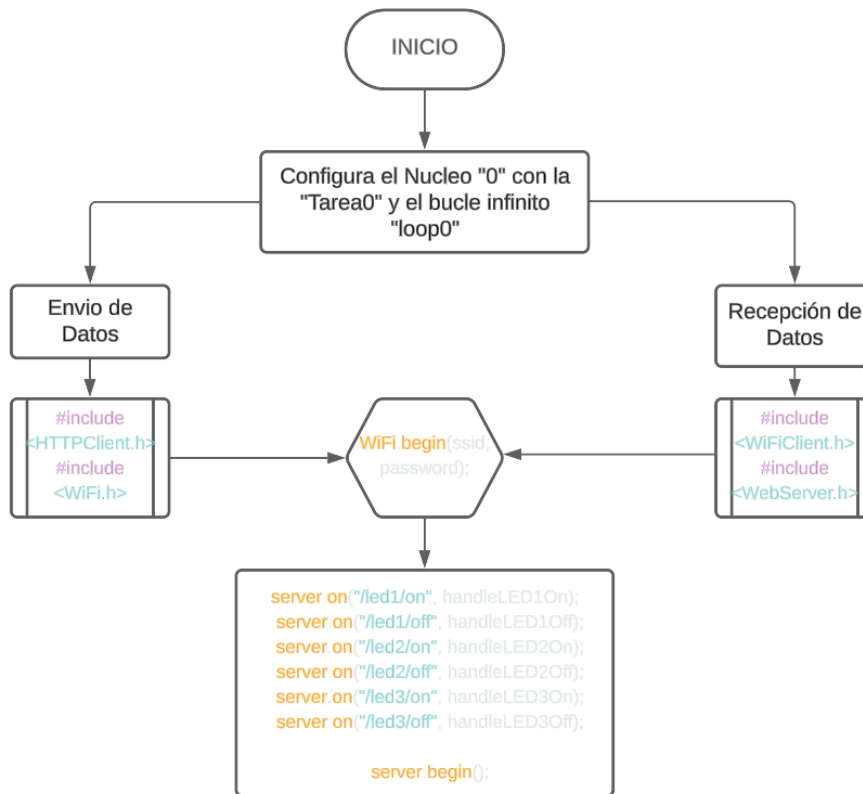 INICIO
Configura el Nucleo "0" con la
"Tarea0" y el bucle infinito
"loop0"
Envio de
Datos
Recepción de
Datos
#include
<HTTPClient.h>
#include
<WiFi.h>
WiFi.begin(ssid,
password);
#include
<WiFiClient.h>
#include
<WebServer.h>
server.on("/led1/on", handleLED1On);
server.on("/led1/off", handleLED1Off);
server.on("/led2/on", handleLED2On);
server.on("/led2/off", handleLED2Off);
server.on("/led3/on", handleLED3On);
server.on("/led3/off", handleLED3Off);
server.begin();